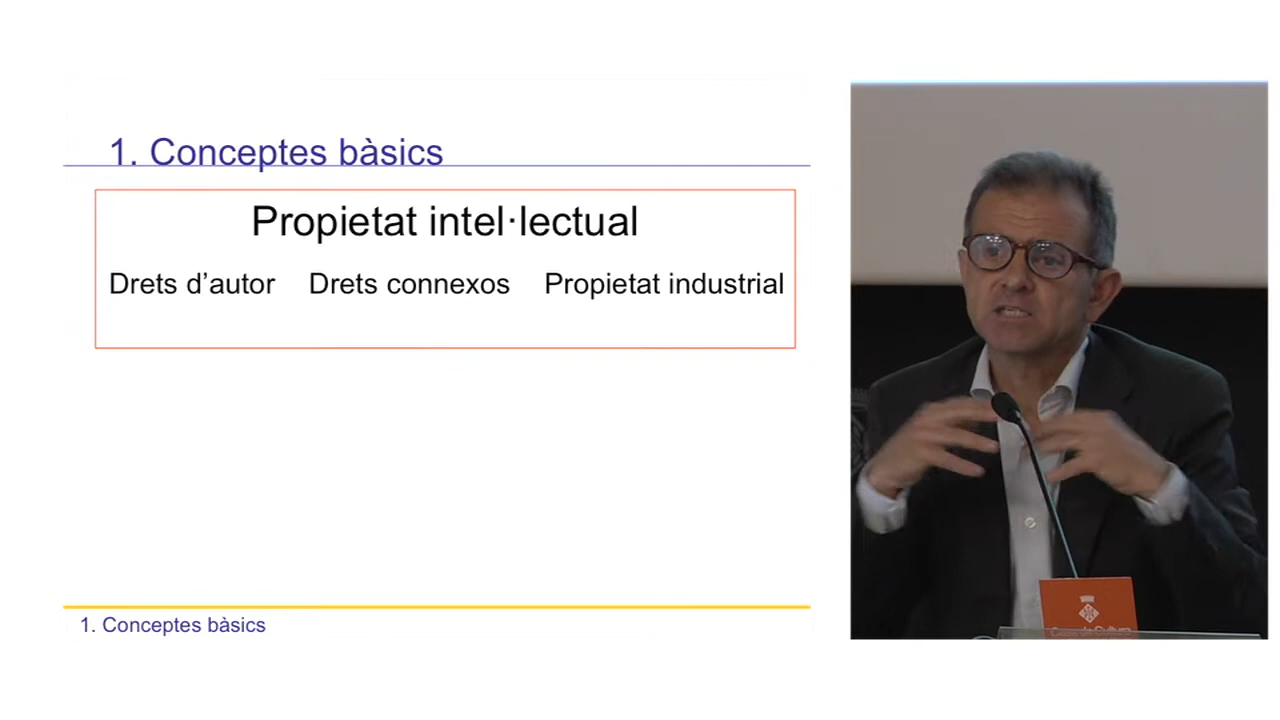 1. Conceptes bàsics
Propietat intel·lectual
Drets d’autor Drets connexos Propietat industrial
1. Conceptes bàsics